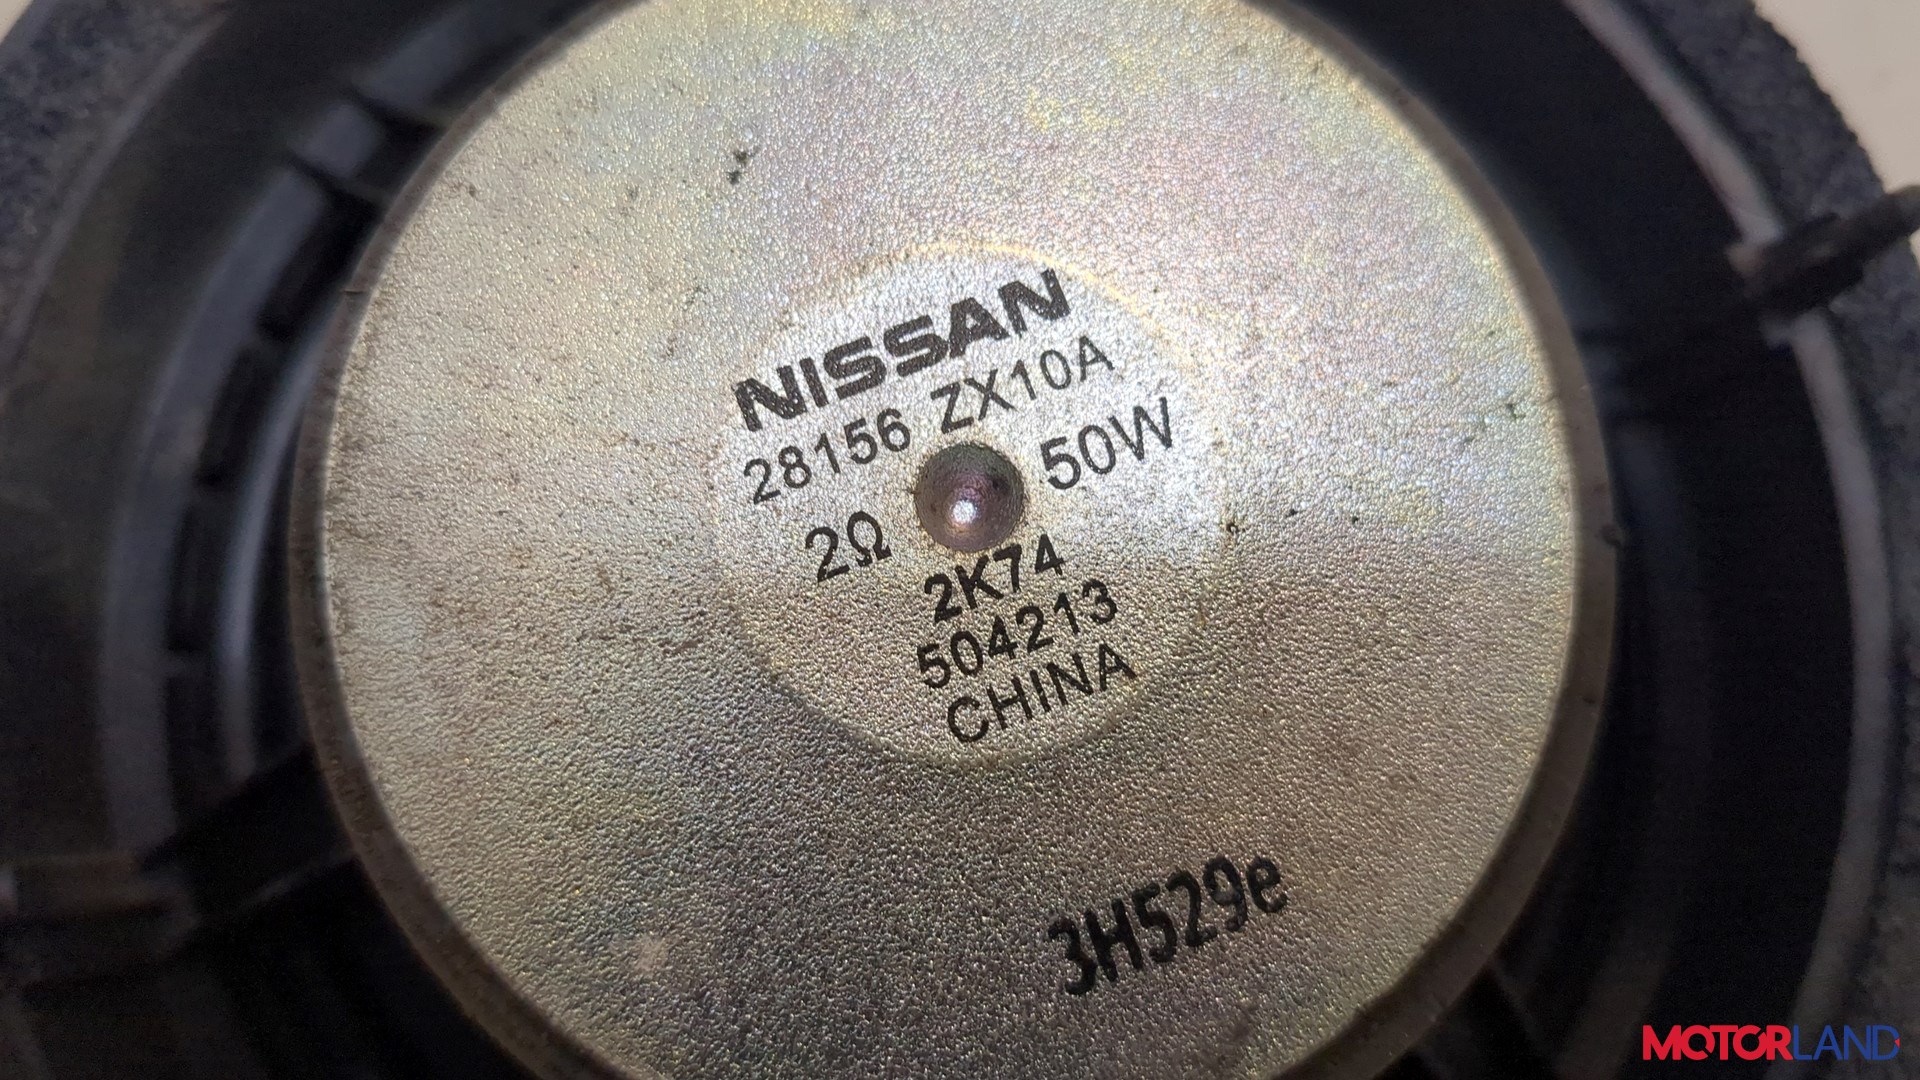 NISSAN
28156 ZX10A
2Ω 50W
2K74
504213
CHINA
3H529e
MOTORLAND